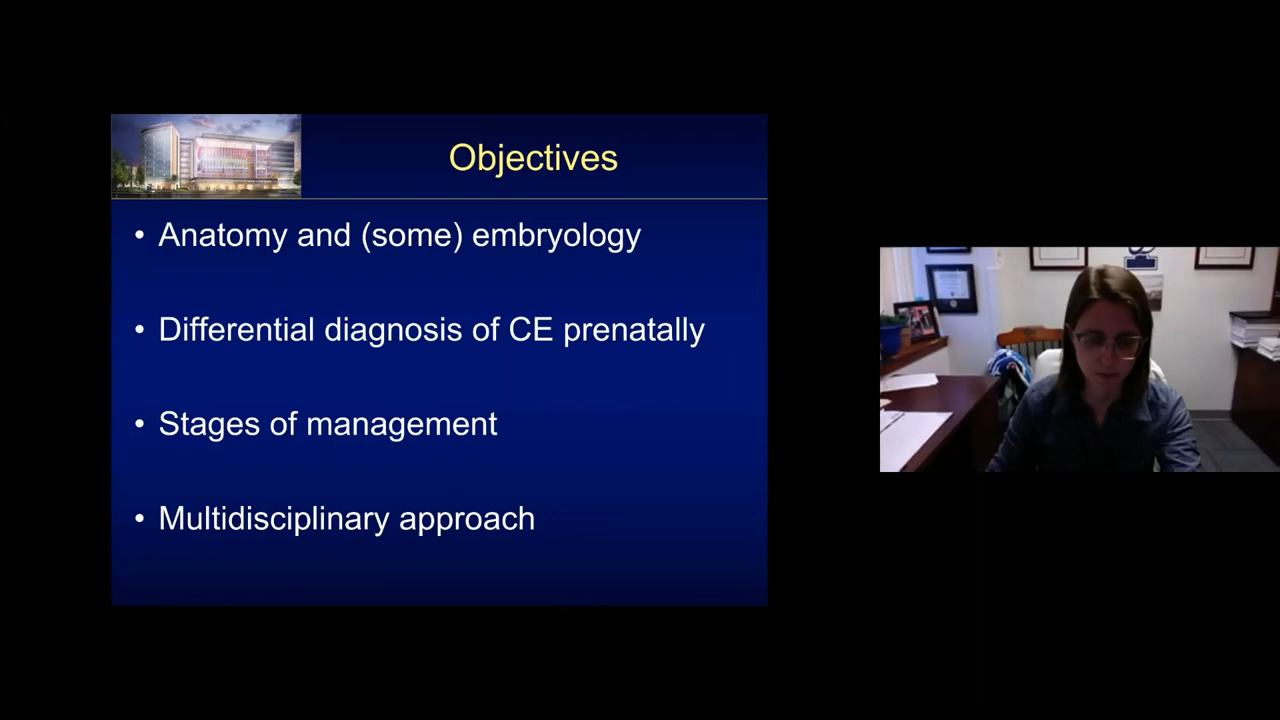 Objectives
• Anatomy and (some) embryology
• Differential diagnosis of CE prenatally
• Stages of management
• Multidisciplinary approach